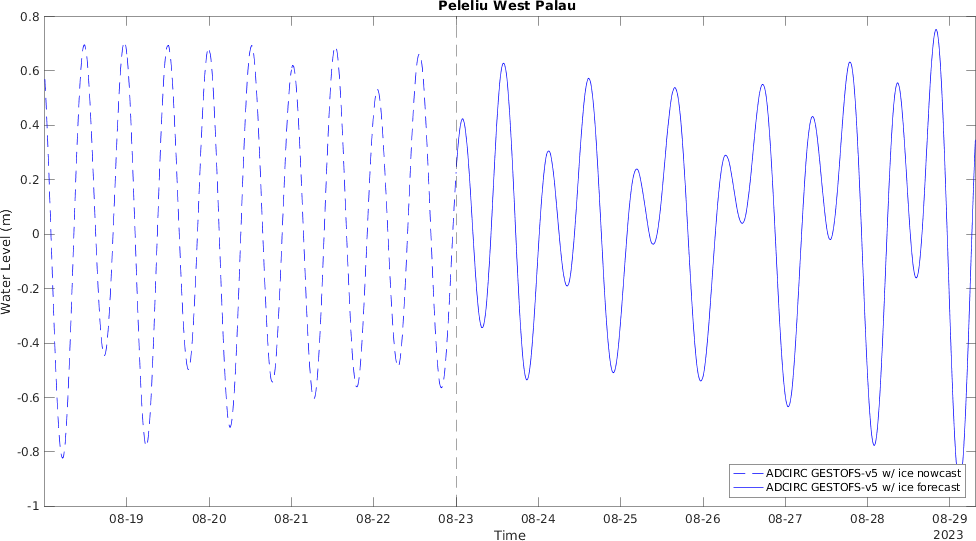 Peleliu West Palau
Water Level (m)
0.8
0.6
0.4
0.2
0
-0.2
-0.4
-0.6
-0.8
-1
ADCIRC GESTOFS-v5 w/ ice nowcast
ADCIRC GESTOFS-v5 w/ ice forecast
08-19 08-20 08-21 08-22 08-23 08-24 08-25 08-26 08-27 08-28 08-29
Time
2023